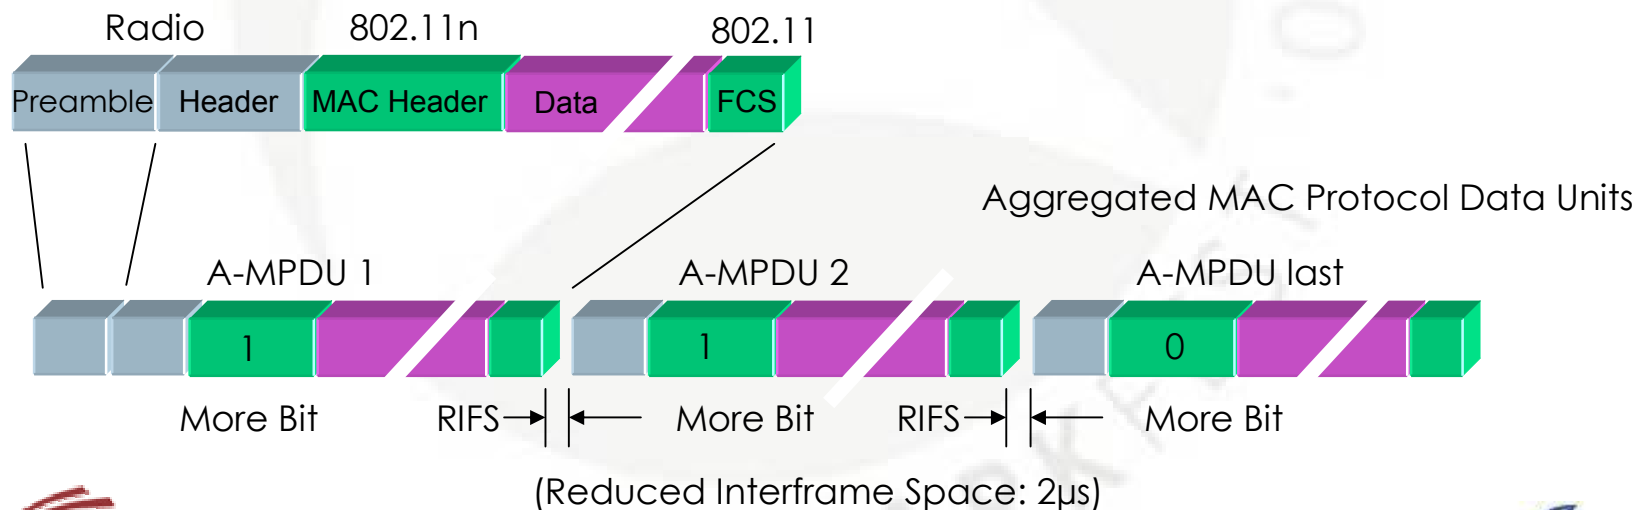 Radio 802.11n 802.11
Preamble Header MAC Header Data FCS
Aggregated MAC Protocol Data Units
A-MPDU 1 A-MPDU 2 A-MPDU last
1 1 0
More Bit RIFS More Bit RIFS More Bit
(Reduced Interframe Space: 2µs)